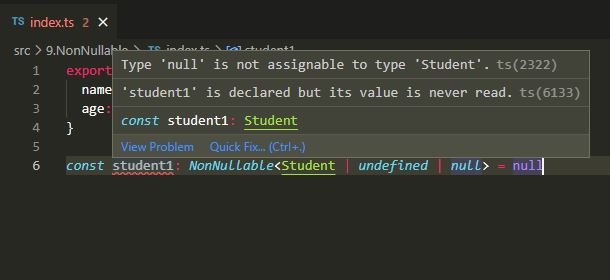 TS index.ts 2 ×
src > 9.NonNullable > TS index.ts > student1
1 export
Type 'null' is not assignable to type 'Student'. ts(2322)
2 name
'student1' is declared but its value is never read. ts(6133)
3 age:
const student1: Student
4 }
View Problem Quick Fix... (Ctrl+.)
5
6 const student1: NonNullable<Student | undefined | null> = null